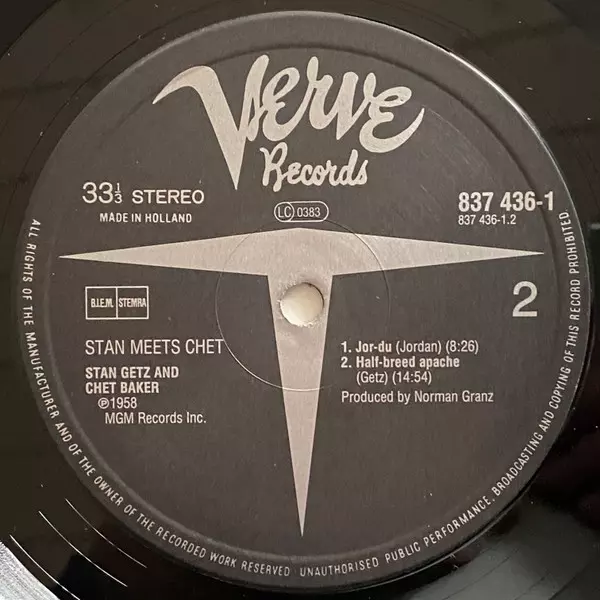 Verve
Records
33 1/3 STEREO
MADE IN HOLLAND
LC 0383
837 436-1
837 436-1.2
B.I.E.M. STEMRA
2
STAN MEETS CHET
STAN GETZ AND
CHET BAKER
℗1958
MGM Records Inc.
1. Jor-du (Jordan) (8:26)
2. Half-breed apache
(Getz) (14:54)
Produced by Norman Granz
ALL RIGHTS OF THE MANUFACTURER AND OF THE OWNER OF THE RECORDED WORK RESERVED · UNAUTHORISED PUBLIC PERFORMANCE, BROADCASTING AND COPYING OF THIS RECORD PROHIBITED.